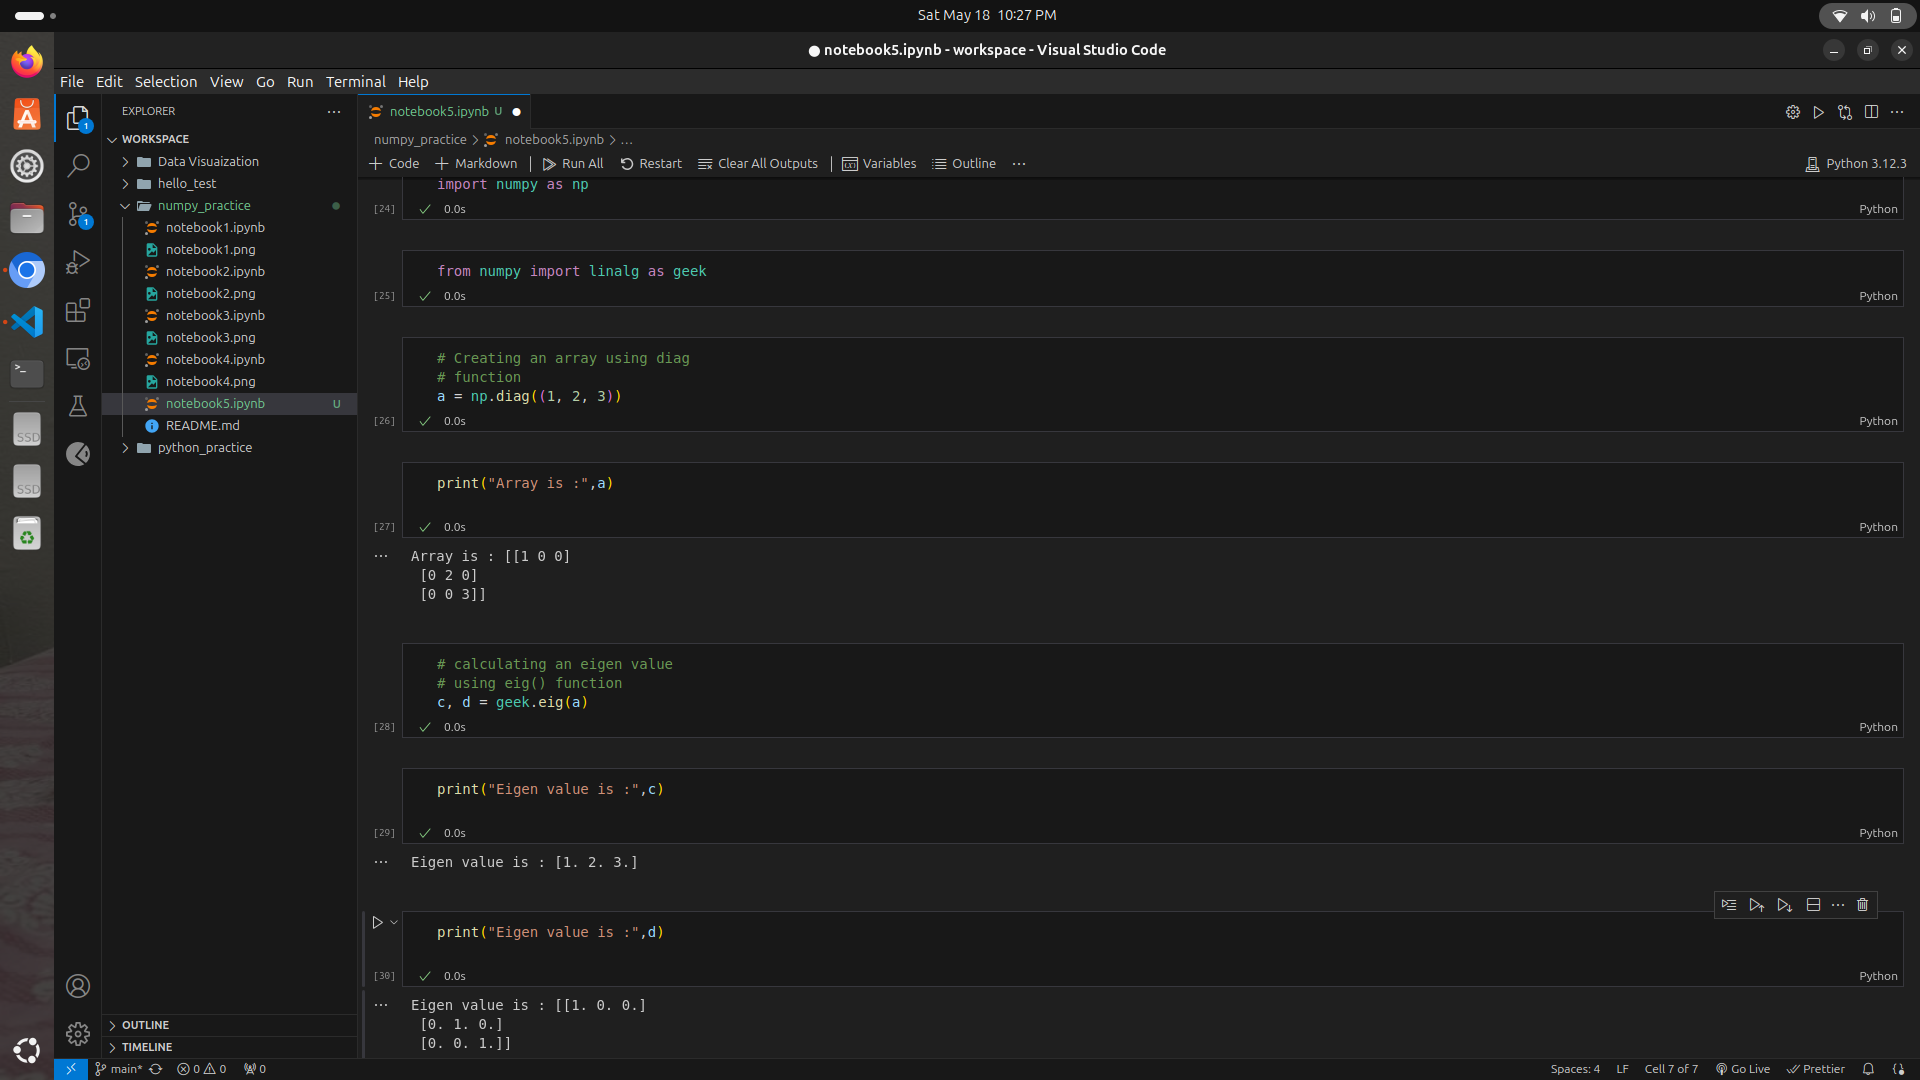 Sat May 18 10:27 PM
notebook5.ipynb - workspace - Visual Studio Code
File Edit Selection View Go Run Terminal Help
EXPLORER
WORKSPACE
Data Visuaization
hello_test
numpy_practice
notebook1.ipynb
notebook1.png
notebook2.ipynb
notebook2.png
notebook3.ipynb
notebook3.png
notebook4.ipynb
notebook4.png
notebook5.ipynb U
README.md
python_practice
OUTLINE
TIMELINE
1
1
SSD
SSD
notebook5.ipynb U
numpy_practice > notebook5.ipynb > ...
+ Code + Markdown | Run All Restart Clear All Outputs | Variables Outline ... Python 3.12.3
import numpy as np
[24] 0.0s Python
from numpy import linalg as geek
[25] 0.0s Python
# Creating an array using diag
# function
a = np.diag((1, 2, 3))
[26] 0.0s Python
print("Array is :",a)
[27] 0.0s Python
Array is : [[1 0 0]
[0 2 0]
[0 0 3]]
# calculating an eigen value
# using eig() function
c, d = geek.eig(a)
[28] 0.0s Python
print("Eigen value is :",c)
[29] 0.0s Python
Eigen value is : [1. 2. 3.]
print("Eigen value is :",d)
[30] 0.0s Python
Eigen value is : [[1. 0. 0.]
[0. 1. 0.]
[0. 0. 1.]]
main* 0 0 0 Spaces: 4 LF Cell 7 of 7 Go Live Prettier